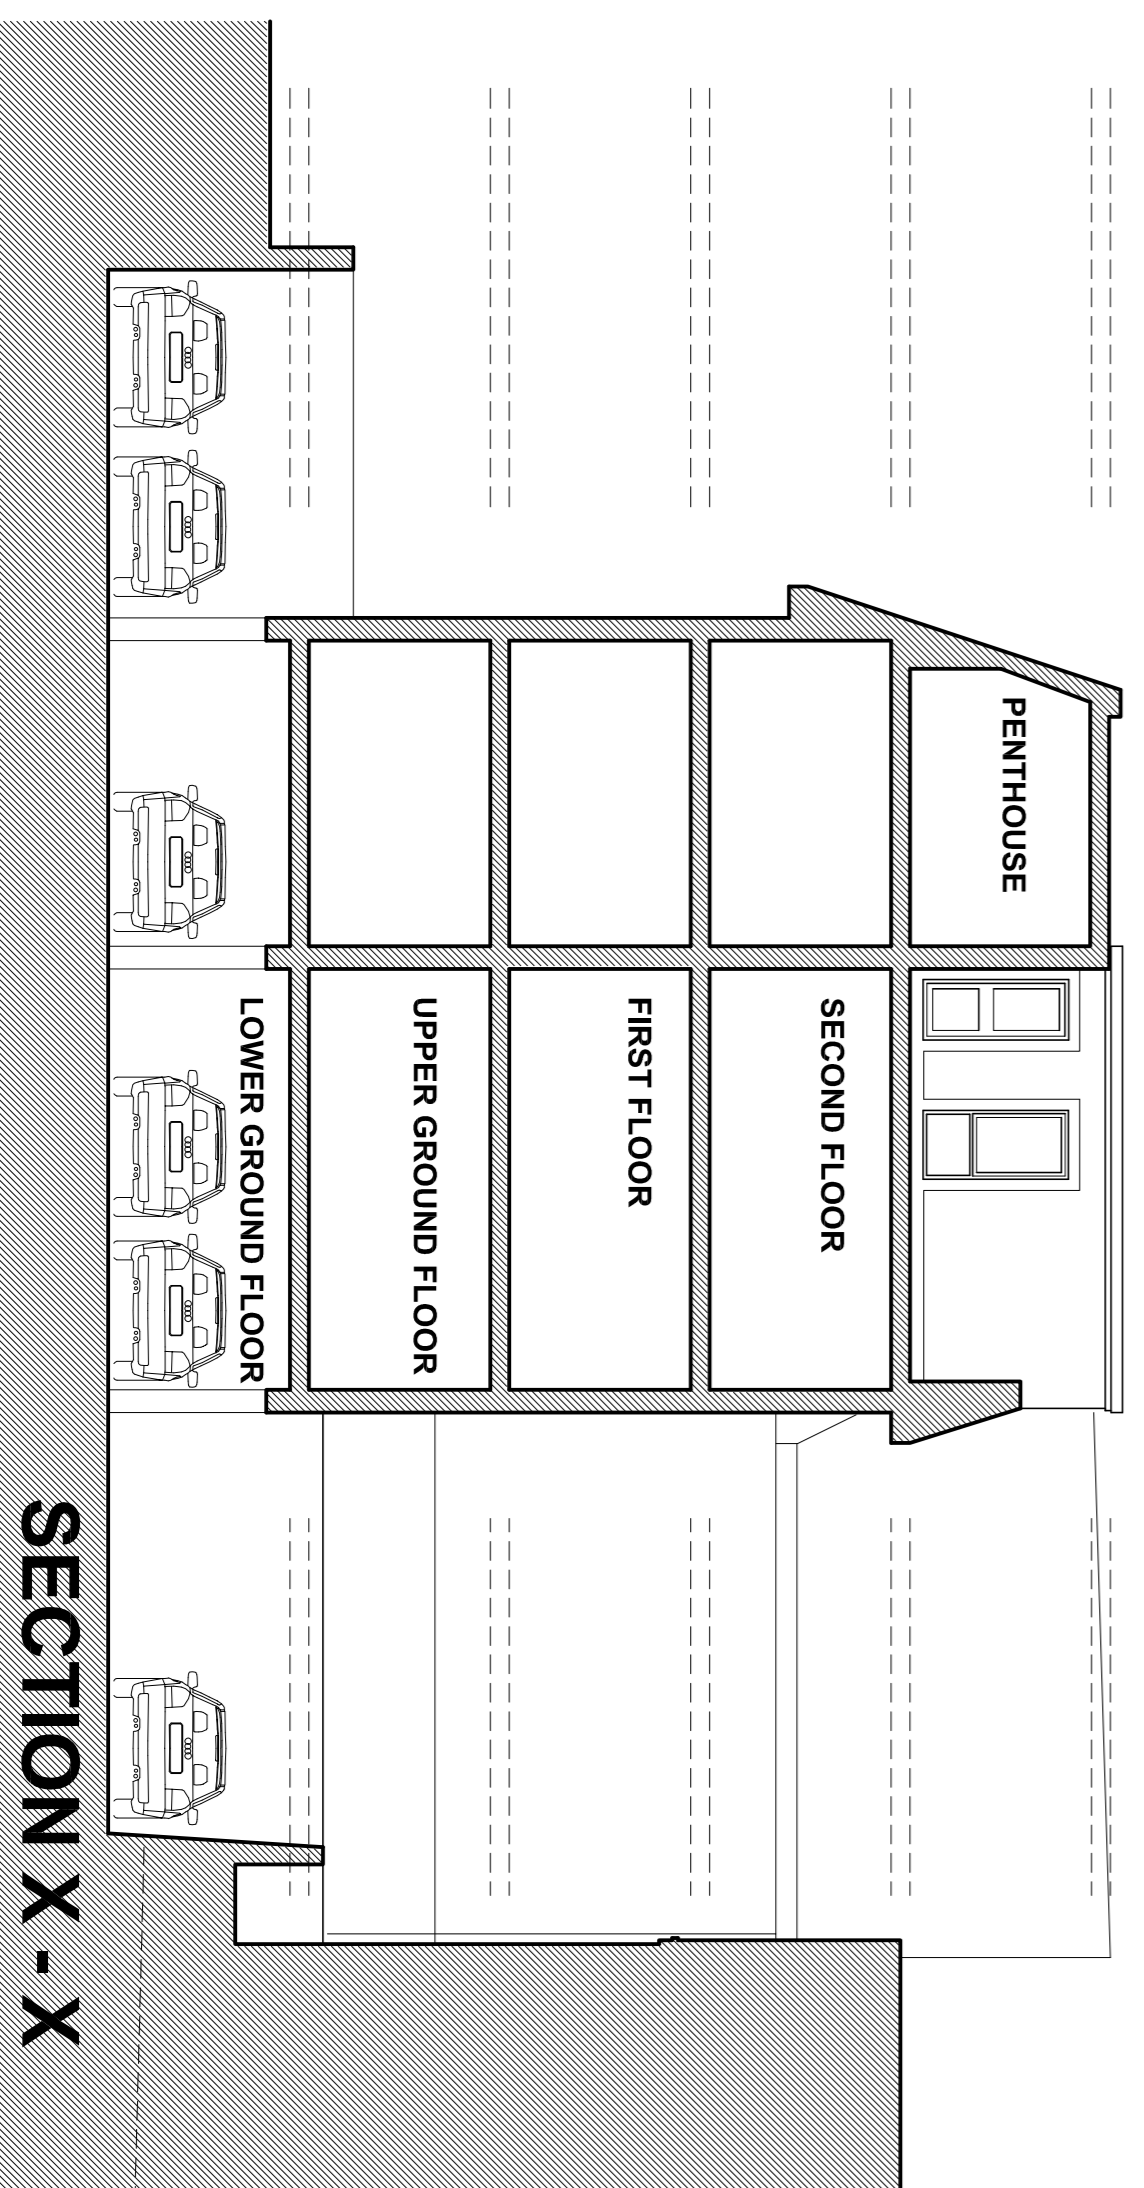 PENTHOUSE
SECOND FLOOR
FIRST FLOOR
UPPER GROUND FLOOR
LOWER GROUND FLOOR
SECTION X - X